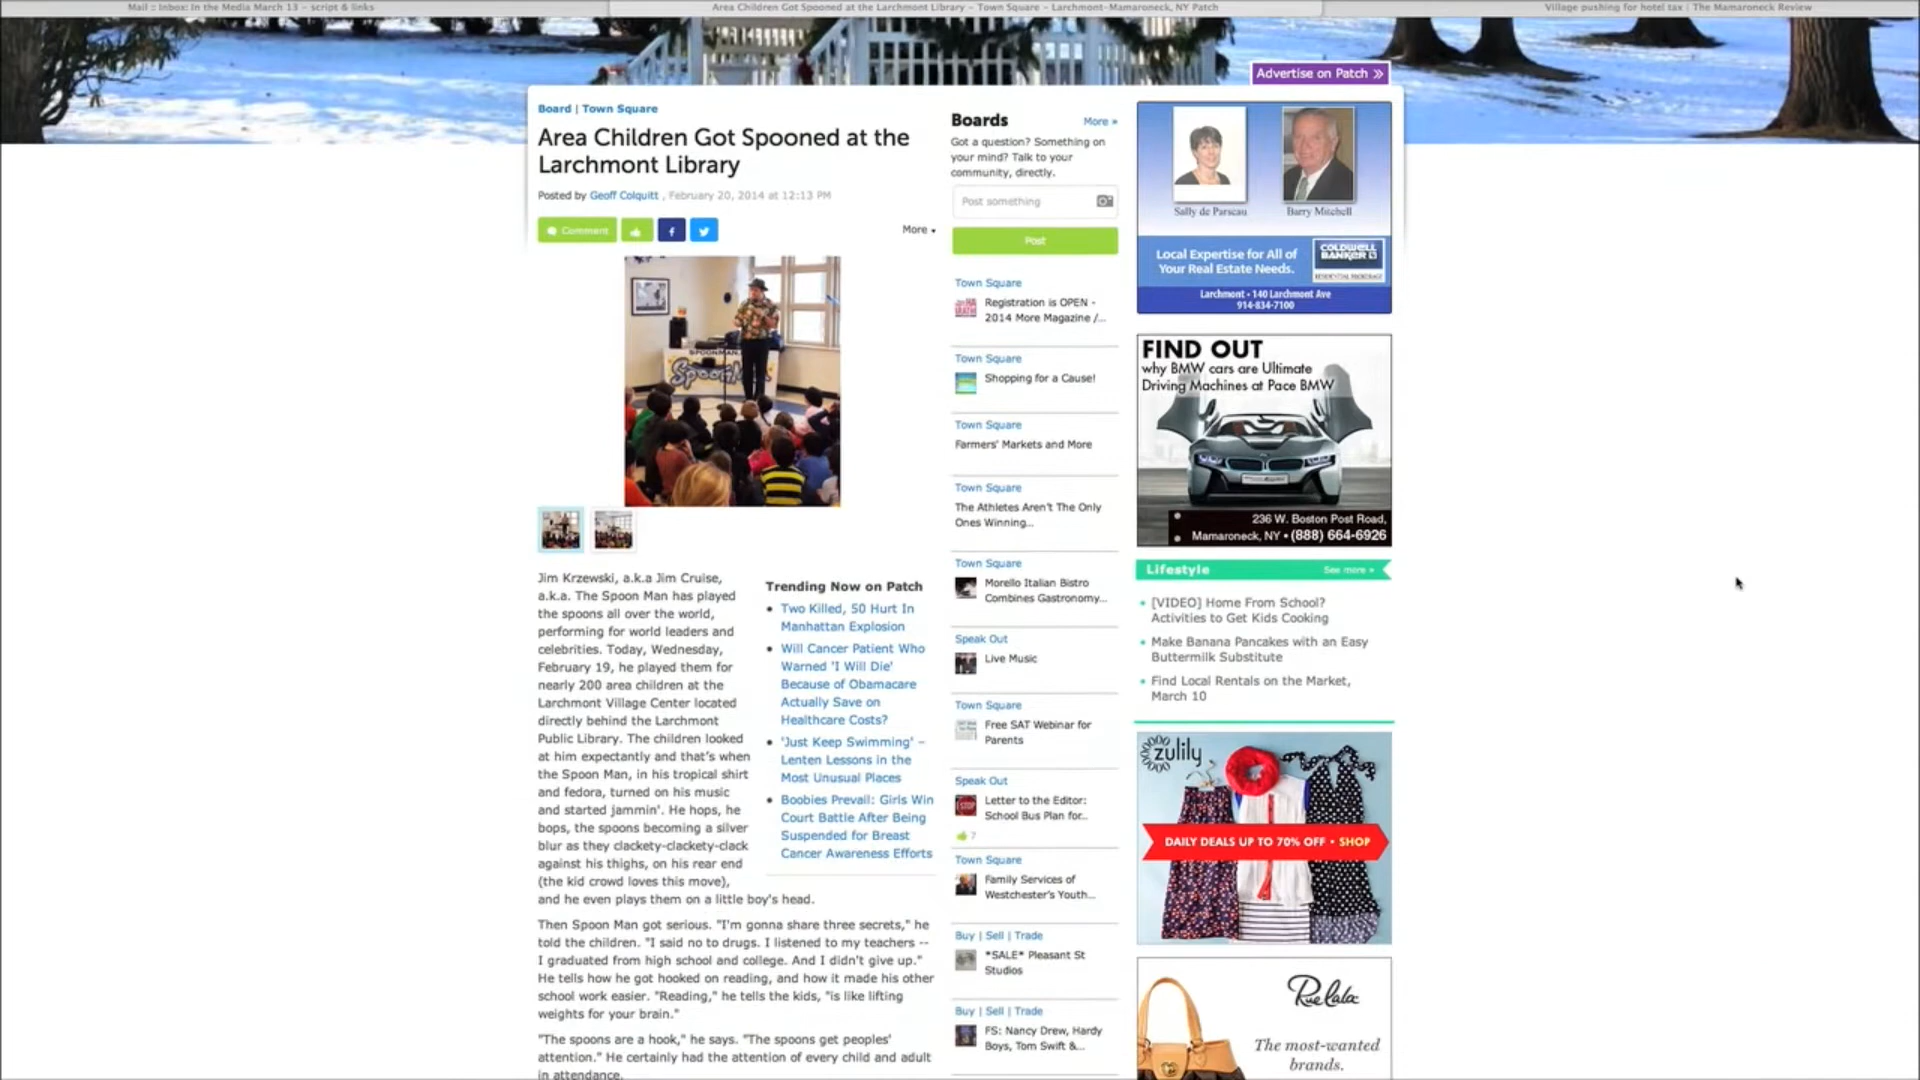 Mail :: Inbox: In the Media March 13 – script & links
Area Children Got Spooned at the Larchmont Library – Town Square – Larchmont-Mamaroneck, NY Patch
Village pushing for hotel tax | The Mamaroneck Review
Advertise on Patch »
Board | Town Square
Area Children Got Spooned at the
Larchmont Library
Posted by Geoff Colquitt , February 20, 2014 at 12:13 PM
Comment
More
SPOONMAN
SpoonM
Jim Krzewski, a.k.a Jim Cruise,
a.k.a. The Spoon Man has played
the spoons all over the world,
performing for world leaders and
celebrities. Today, Wednesday,
February 19, he played them for
nearly 200 area children at the
Larchmont Village Center located
directly behind the Larchmont
Public Library. The children looked
at him expectantly and that's when
the Spoon Man, in his tropical shirt
and fedora, turned on his music
and started jammin'. He hops, he
bops, the spoons becoming a silver
blur as they clackety-clackety-clack
against his thighs, on his rear end
(the kid crowd loves this move),
and he even plays them on a little boy's head.
Then Spoon Man got serious. "I'm gonna share three secrets," he
told the children. "I said no to drugs. I listened to my teachers --
I graduated from high school and college. And I didn't give up."
He tells how he got hooked on reading, and how it made his other
school work easier. "Reading," he tells the kids, "is like lifting
weights for your brain."
"The spoons are a hook," he says. "The spoons get peoples'
attention." He certainly had the attention of every child and adult
in attendance.
Trending Now on Patch
Two Killed, 50 Hurt In
Manhattan Explosion
Will Cancer Patient Who
Warned 'I Will Die'
Because of Obamacare
Actually Save on
Healthcare Costs?
'Just Keep Swimming' –
Lenten Lessons in the
Most Unusual Places
Boobies Prevail: Girls Win
Court Battle After Being
Suspended for Breast
Cancer Awareness Efforts
Boards
More »
Got a question? Something on
your mind? Talk to your
community, directly.
Post something
Post
Town Square
Registration is OPEN -
2014 More Magazine /...
Town Square
Shopping for a Cause!
Town Square
Farmers' Markets and More
Town Square
The Athletes Aren't The Only
Ones Winning...
Town Square
Morello Italian Bistro
Combines Gastronomy...
Speak Out
Live Music
Town Square
Free SAT Webinar for
Parents
Speak Out
STOP
Letter to the Editor:
School Bus Plan for...
7
Town Square
Family Services of
Westchester's Youth...
Buy | Sell | Trade
*SALE* Pleasant St
Studios
Buy | Sell | Trade
FS: Nancy Drew, Hardy
Boys, Tom Swift &...
Sally de Parseau
Barry Mitchell
Local Expertise for All of
Your Real Estate Needs.
COLDWELL
BANKER
RESIDENTIAL BROKERAGE
Larchmont • 140 Larchmont Ave
914-834-7100
FIND OUT
why BMW cars are Ultimate
Driving Machines at Pace BMW
236 W. Boston Post Road,
Mamaroneck, NY • (888) 664-6926
Lifestyle
See more »
[VIDEO] Home From School?
Activities to Get Kids Cooking
Make Banana Pancakes with an Easy
Buttermilk Substitute
Find Local Rentals on the Market,
March 10
zulily
DAILY DEALS UP TO 70% OFF • SHOP
RueLaLa
The most-wanted
brands.